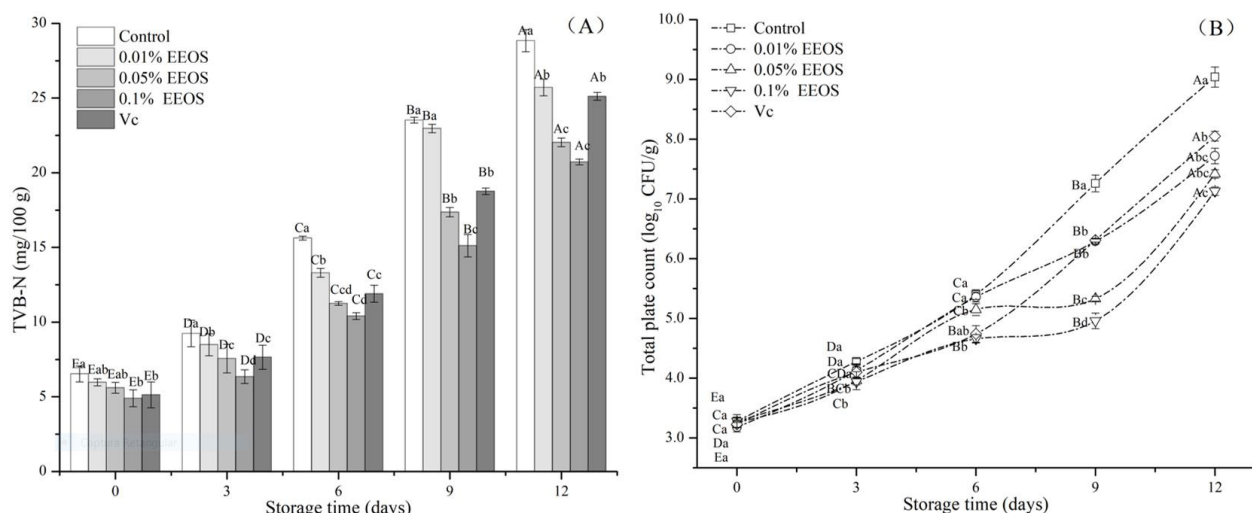 (A)
Control
0.01% EEOS
0.05% EEOS
0.1% EEOS
Vc
TVB-N (mg/100 g)
30
25
20
15
10
5
0
Ea
Eab
Eab
Eb
Eb
Da
Db
Dc
Dd
Dc
Ca
Cb
Ccd
Cd
Cc
Ba
Ba
Bb
Bc
Bb
Aa
Ab
Ac
Ac
Ab
Captura Retangular
0
3
6
9
12
Storage time (days)
(B)
Control
0.01% EEOS
0.05% EEOS
0.1% EEOS
Vc
Total plate count (log10 CFU/g)
10.0
9.0
8.0
7.0
6.0
5.0
4.0
3.0
Ea
Ca
Ca
Da
Ea
Da
Da
CDa
BCb
Cb
Ca
Ca
Cb
Bab
Bb
Ba
Bb
Bb
Bc
Bd
Aa
Ab
Abc
Abc
Ac
0
3
6
9
12
Storage time (days)